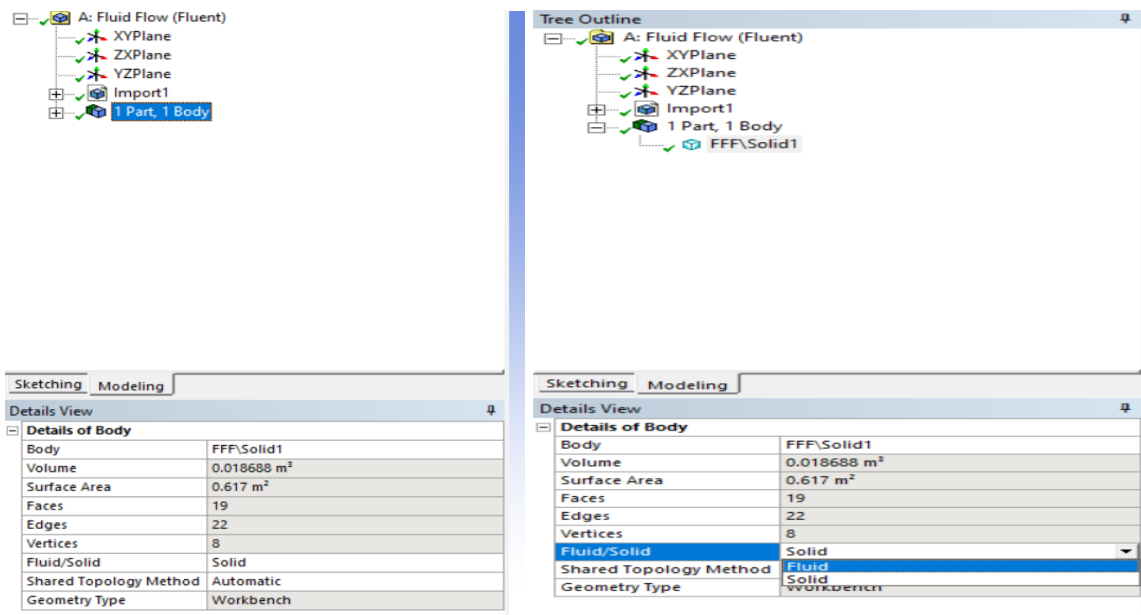 A: Fluid Flow (Fluent)
XYPlane
ZXPlane
YZPlane
Import1
1 Part, 1 Body
Sketching Modeling
Details View
Details of Body
Body FFF\Solid1
Volume 0.018688 m³
Surface Area 0.617 m²
Faces 19
Edges 22
Vertices 8
Fluid/Solid Solid
Shared Topology Method Automatic
Geometry Type Workbench
Tree Outline
A: Fluid Flow (Fluent)
XYPlane
ZXPlane
YZPlane
Import1
1 Part, 1 Body
FFF\Solid1
Sketching Modeling
Details View
Details of Body
Body FFF\Solid1
Volume 0.018688 m³
Surface Area 0.617 m²
Faces 19
Edges 22
Vertices 8
Fluid/Solid Solid
Shared Topology Method Fluid
Solid
Geometry Type Workbench